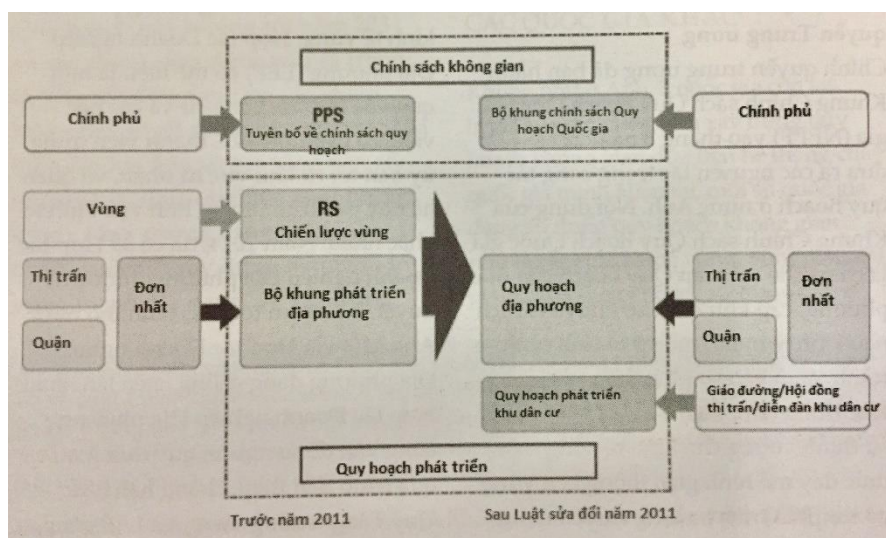 Chính sách không gian
Chính phủ
PPS
Tuyên bố về chính sách quy
hoạch
Bộ khung chính sách Quy
hoạch Quốc gia
Chính phủ
Vùng
RS
Chiến lược vùng
Thị trấn
Quận
Đơn
nhất
Bộ khung phát triển
địa phương
Quy hoạch
địa phương
Thị
trấn
Quận
Đơn
nhất
Quy hoạch phát triển
khu dân cư
Giáo đường/Hội đồng
thị trấn/diễn đàn khu dân cư
Quy hoạch phát triển
Trước năm 2011
Sau Luật sửa đổi năm 2011